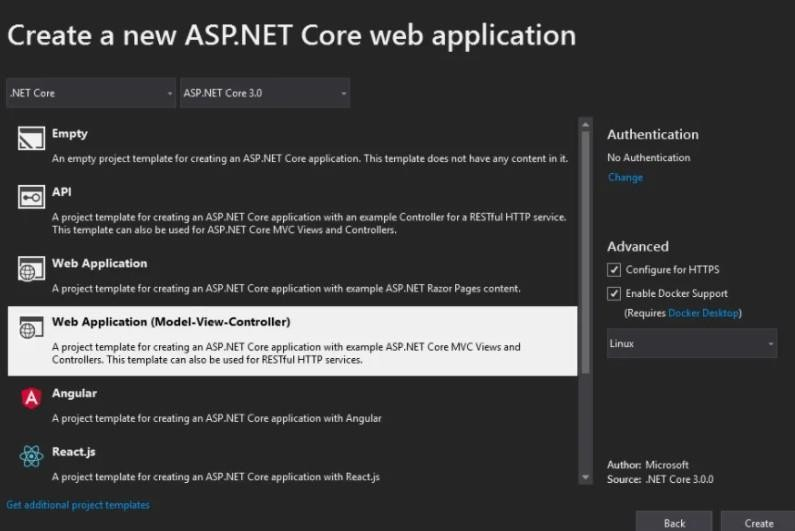 Create a new ASP.NET Core web application
.NET Core
ASP.NET Core 3.0
Empty
An empty project template for creating an ASP.NET Core application. This template does not have any content in it.
API
A project template for creating an ASP.NET Core application with an example Controller for a RESTful HTTP service.
This template can also be used for ASP.NET Core MVC Views and Controllers.
Web Application
A project template for creating an ASP.NET Core application with example ASP.NET Razor Pages content.
Web Application (Model-View-Controller)
A project template for creating an ASP.NET Core application with example ASP.NET Core MVC Views and
Controllers. This template can also be used for RESTful HTTP services.
Angular
A project template for creating an ASP.NET Core application with Angular
React.js
A project template for creating an ASP.NET Core application with React.js
Get additional project templates
Authentication
No Authentication
Change
Advanced
Configure for HTTPS
Enable Docker Support
(Requires Docker Desktop)
Linux
Author: Microsoft
Source: .NET Core 3.0.0
Back
Create